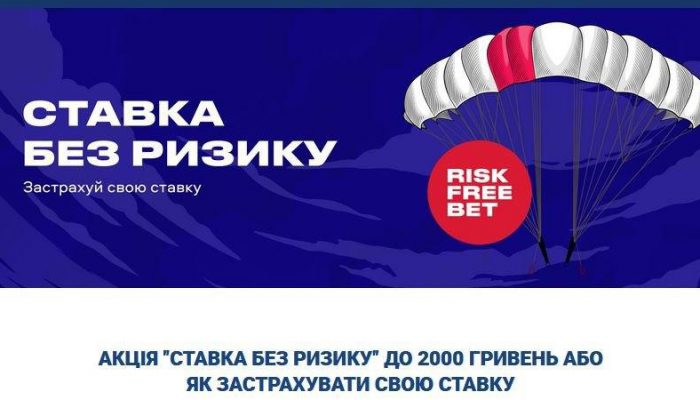 СТАВКА
БЕЗ РИЗИКУ
Застрахуй свою ставку
RISK
FREE
BET
АКЦІЯ "СТАВКА БЕЗ РИЗИКУ" ДО 2000 ГРИВЕНЬ АБО
ЯК ЗАСТРАХУВАТИ СВОЮ СТАВКУ